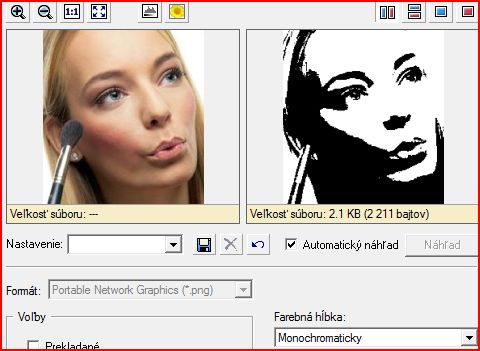 1:1
Veľkosť súboru: ---
Veľkosť súboru: 2.1 KB (2 211 bajtov)
Nastavenie:
Automatický náhľad
Náhľad
Formát:
Portable Network Graphics (*.png)
Voľby
Farebná hĺbka:
Prekladané
Monochromaticky